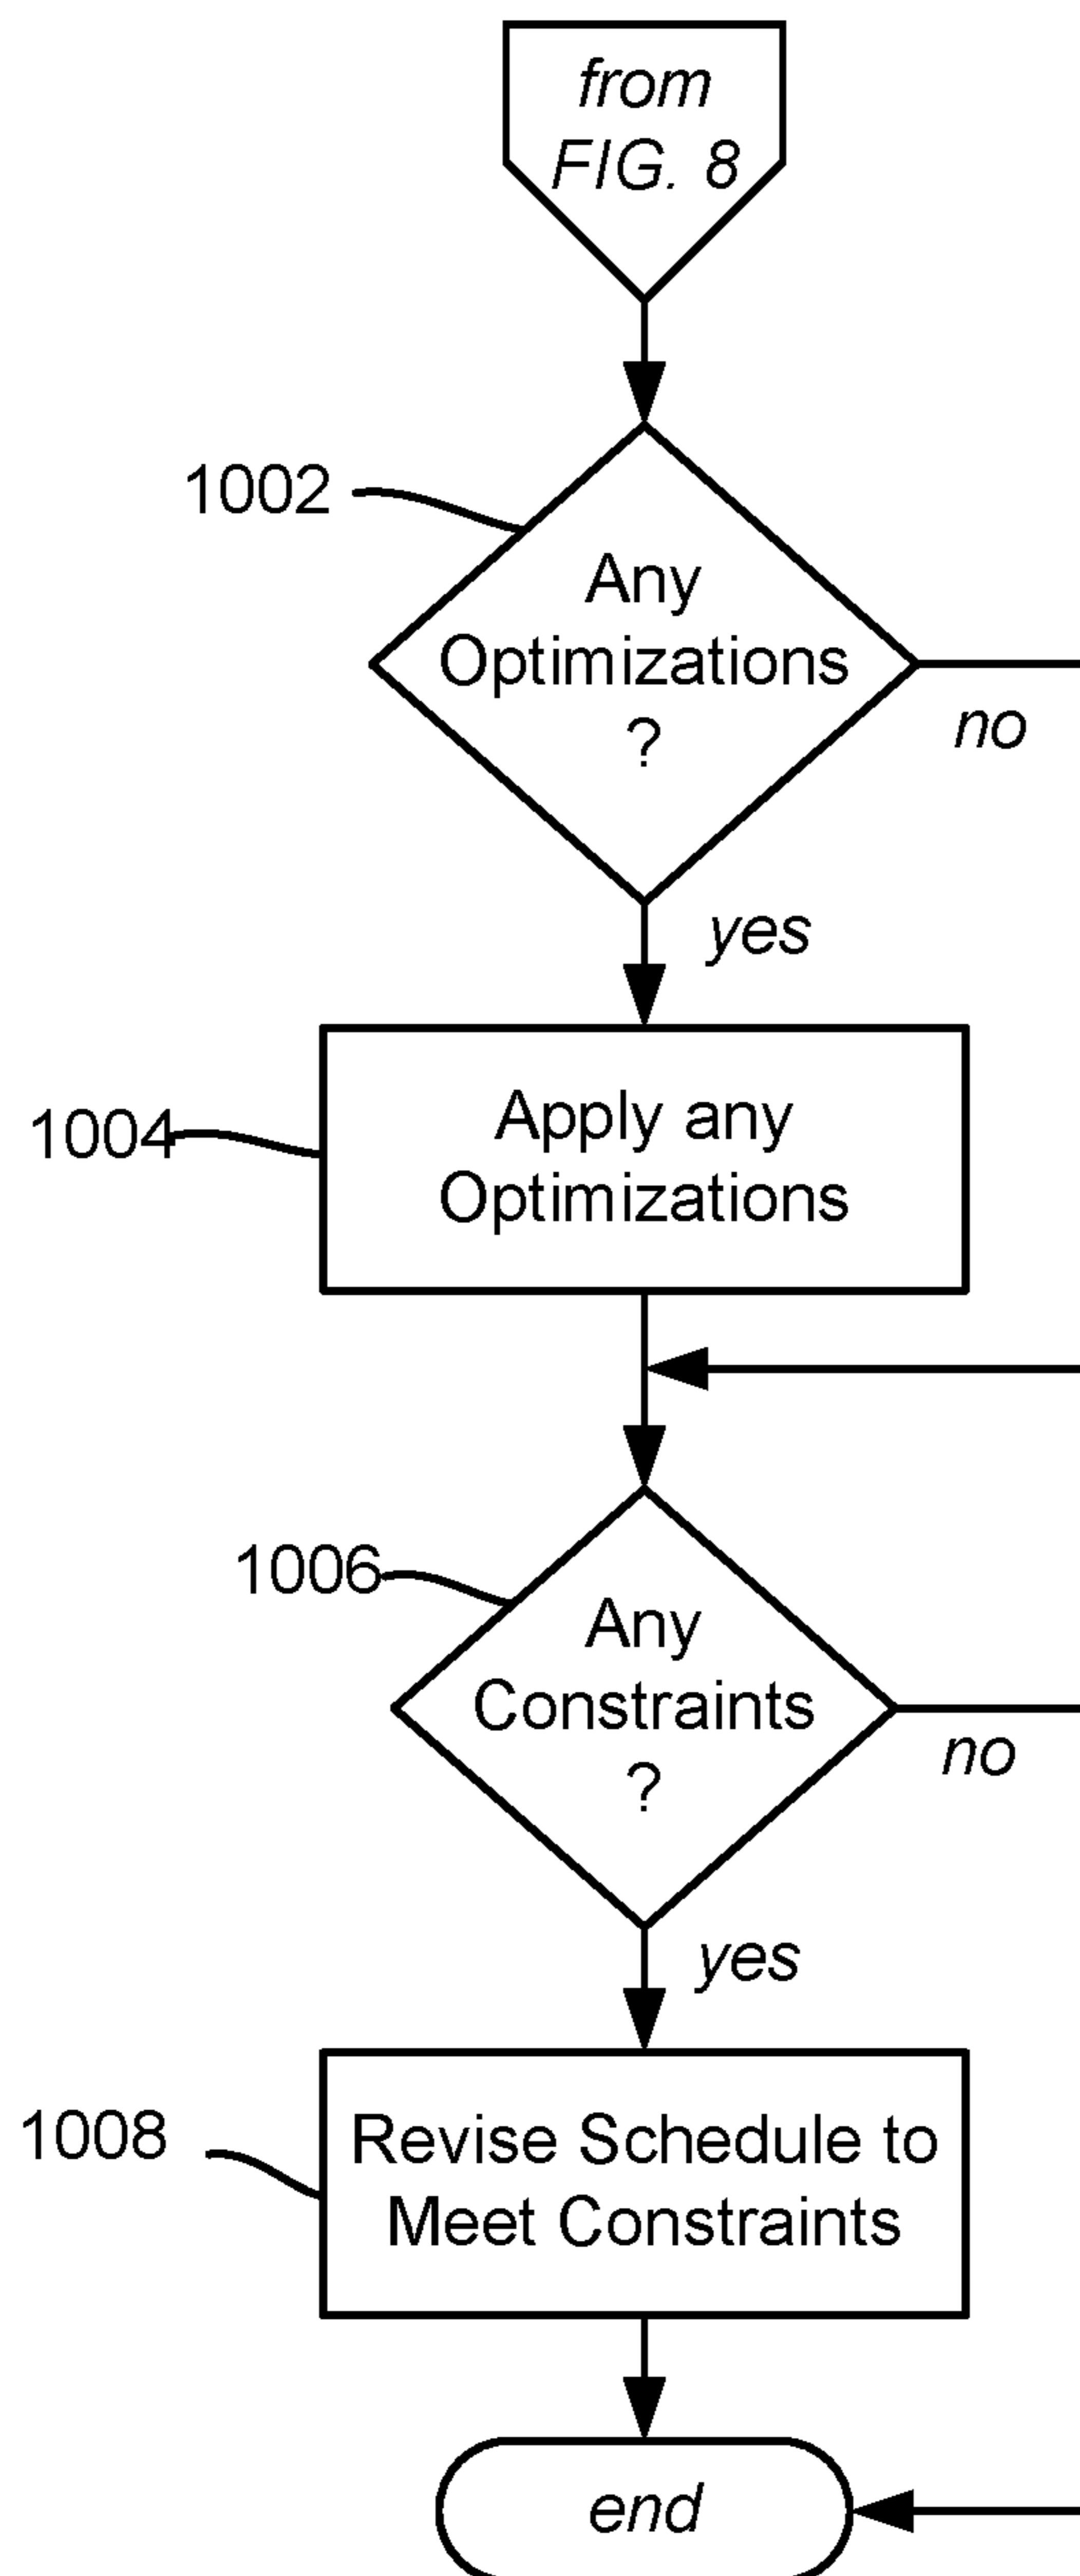 from
FIG. 8
1002
Any
Optimizations
?
no
yes
1004
Apply any
Optimizations
1006
Any
Constraints
?
no
yes
1008
Revise Schedule to
Meet Constraints
end